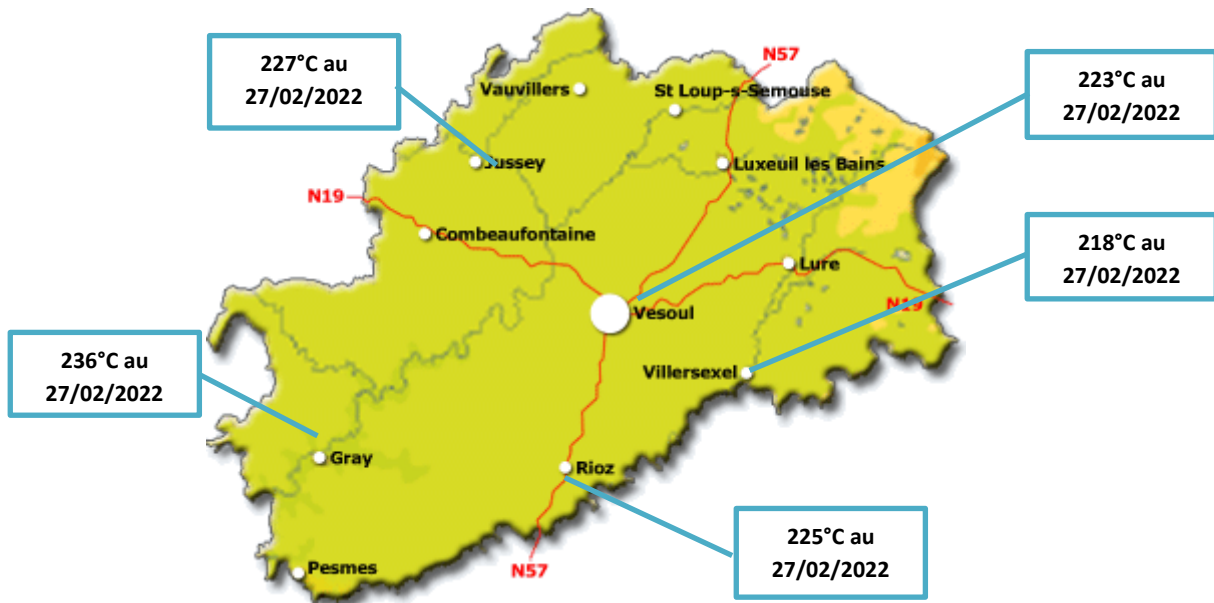 227°C au
27/02/2022
N57
223°C au
27/02/2022
Vauvillers
St Loup-s-Semouse
Jussey
Luxeuil les Bains
N19
Combeaufontaine
218°C au
27/02/2022
Lure
N19
Vesoul
236°C au
27/02/2022
Villersexel
Gray
Rioz
225°C au
27/02/2022
Pesmes
N57